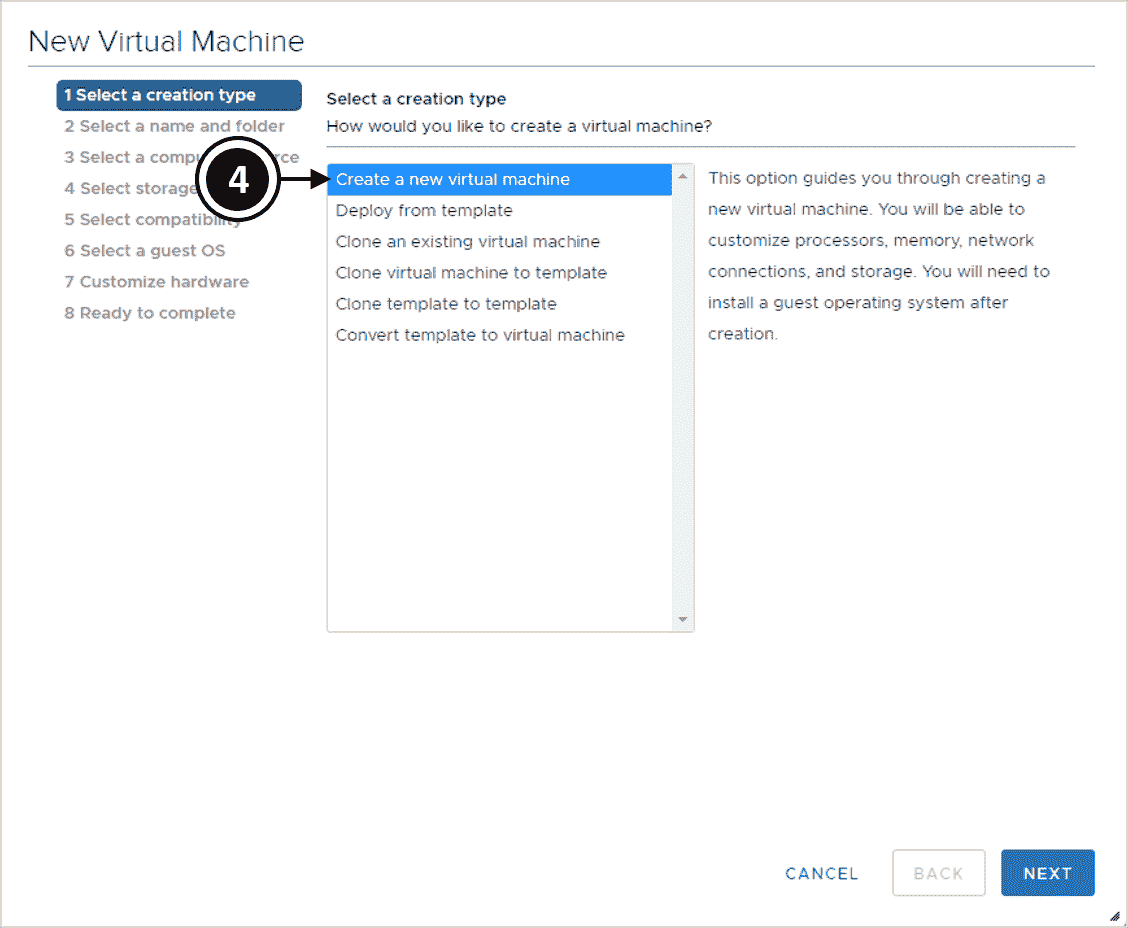 New Virtual Machine
1 Select a creation type
2 Select a name and folder
3 Select a compu rce
4 Select storage
5 Select compatibility
6 Select a guest OS
7 Customize hardware
8 Ready to complete
4
Select a creation type
How would you like to create a virtual machine?
Create a new virtual machine
Deploy from template
Clone an existing virtual machine
Clone virtual machine to template
Clone template to template
Convert template to virtual machine
This option guides you through creating a
new virtual machine. You will be able to
customize processors, memory, network
connections, and storage. You will need to
install a guest operating system after
creation.
CANCEL
BACK
NEXT